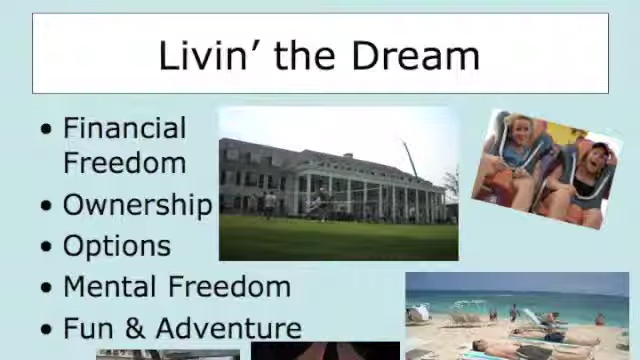 Livin’ the Dream
• Financial
Freedom
• Ownership
• Options
• Mental Freedom
• Fun & Adventure